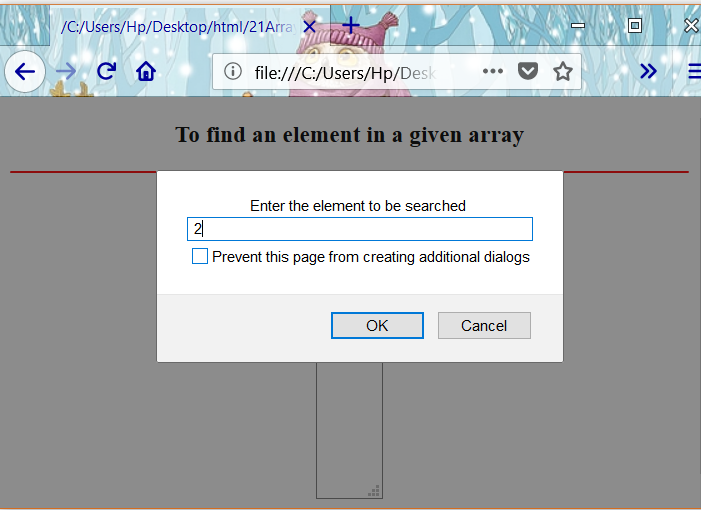 /C:/Users/Hp/Desktop/html/21Arra
file:///C:/Users/Hp/Desk
To find an element in a given array
Enter the element to be searched
2
Prevent this page from creating additional dialogs
OK
Cancel